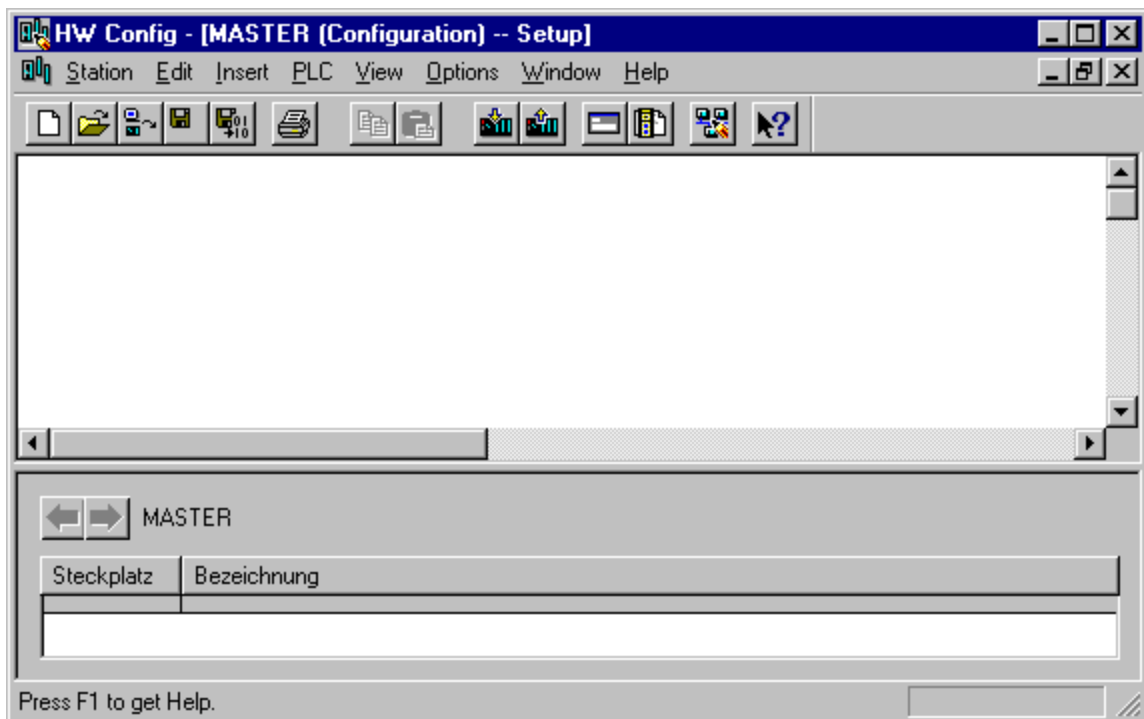 HW Config - [MASTER (Configuration) -- Setup]
Station Edit Insert PLC View Options Window Help
MASTER
Steckplatz Bezeichnung
Press F1 to get Help.